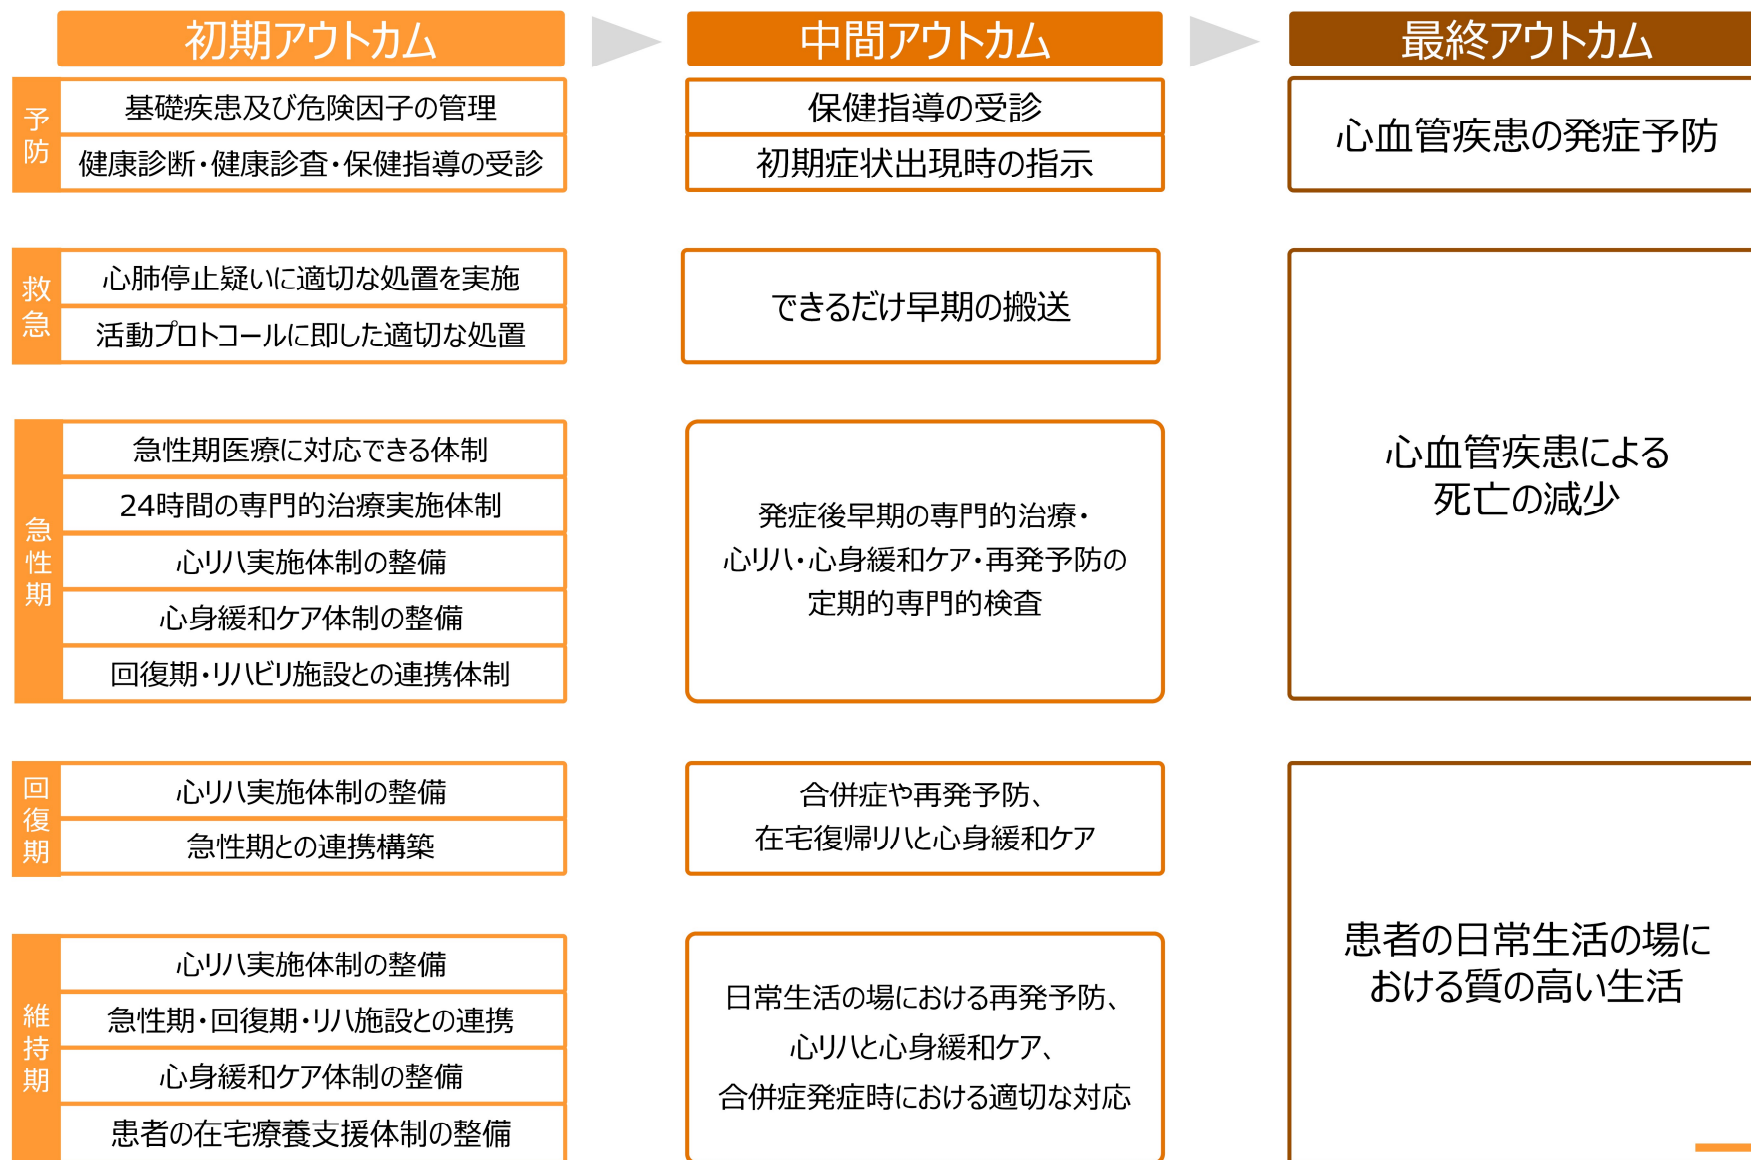 初期アウトカム
中間アウトカム
最終アウトカム
予防
基礎疾患及び危険因子の管理
健康診断・健康診査・保健指導の受診
保健指導の受診
初期症状出現時の指示
心血管疾患の発症予防
救急
心肺停止疑いに適切な処置を実施
活動プロトコールに即した適切な処置
できるだけ早期の搬送
心血管疾患による
死亡の減少
急性期
急性期医療に対応できる体制
24時間の専門的治療実施体制
心リハ実施体制の整備
心身緩和ケア体制の整備
回復期・リハビリ施設との連携体制
発症後早期の専門的治療・
心リハ・心身緩和ケア・再発予防の
定期的専門的検査
回復期
心リハ実施体制の整備
急性期との連携構築
合併症や再発予防、
在宅復帰リハと心身緩和ケア
患者の日常生活の場に
おける質の高い生活
維持期
心リハ実施体制の整備
急性期・回復期・リハ施設との連携
心身緩和ケア体制の整備
患者の在宅療養支援体制の整備
日常生活の場における再発予防、
心リハと心身緩和ケア、
合併症発症時における適切な対応